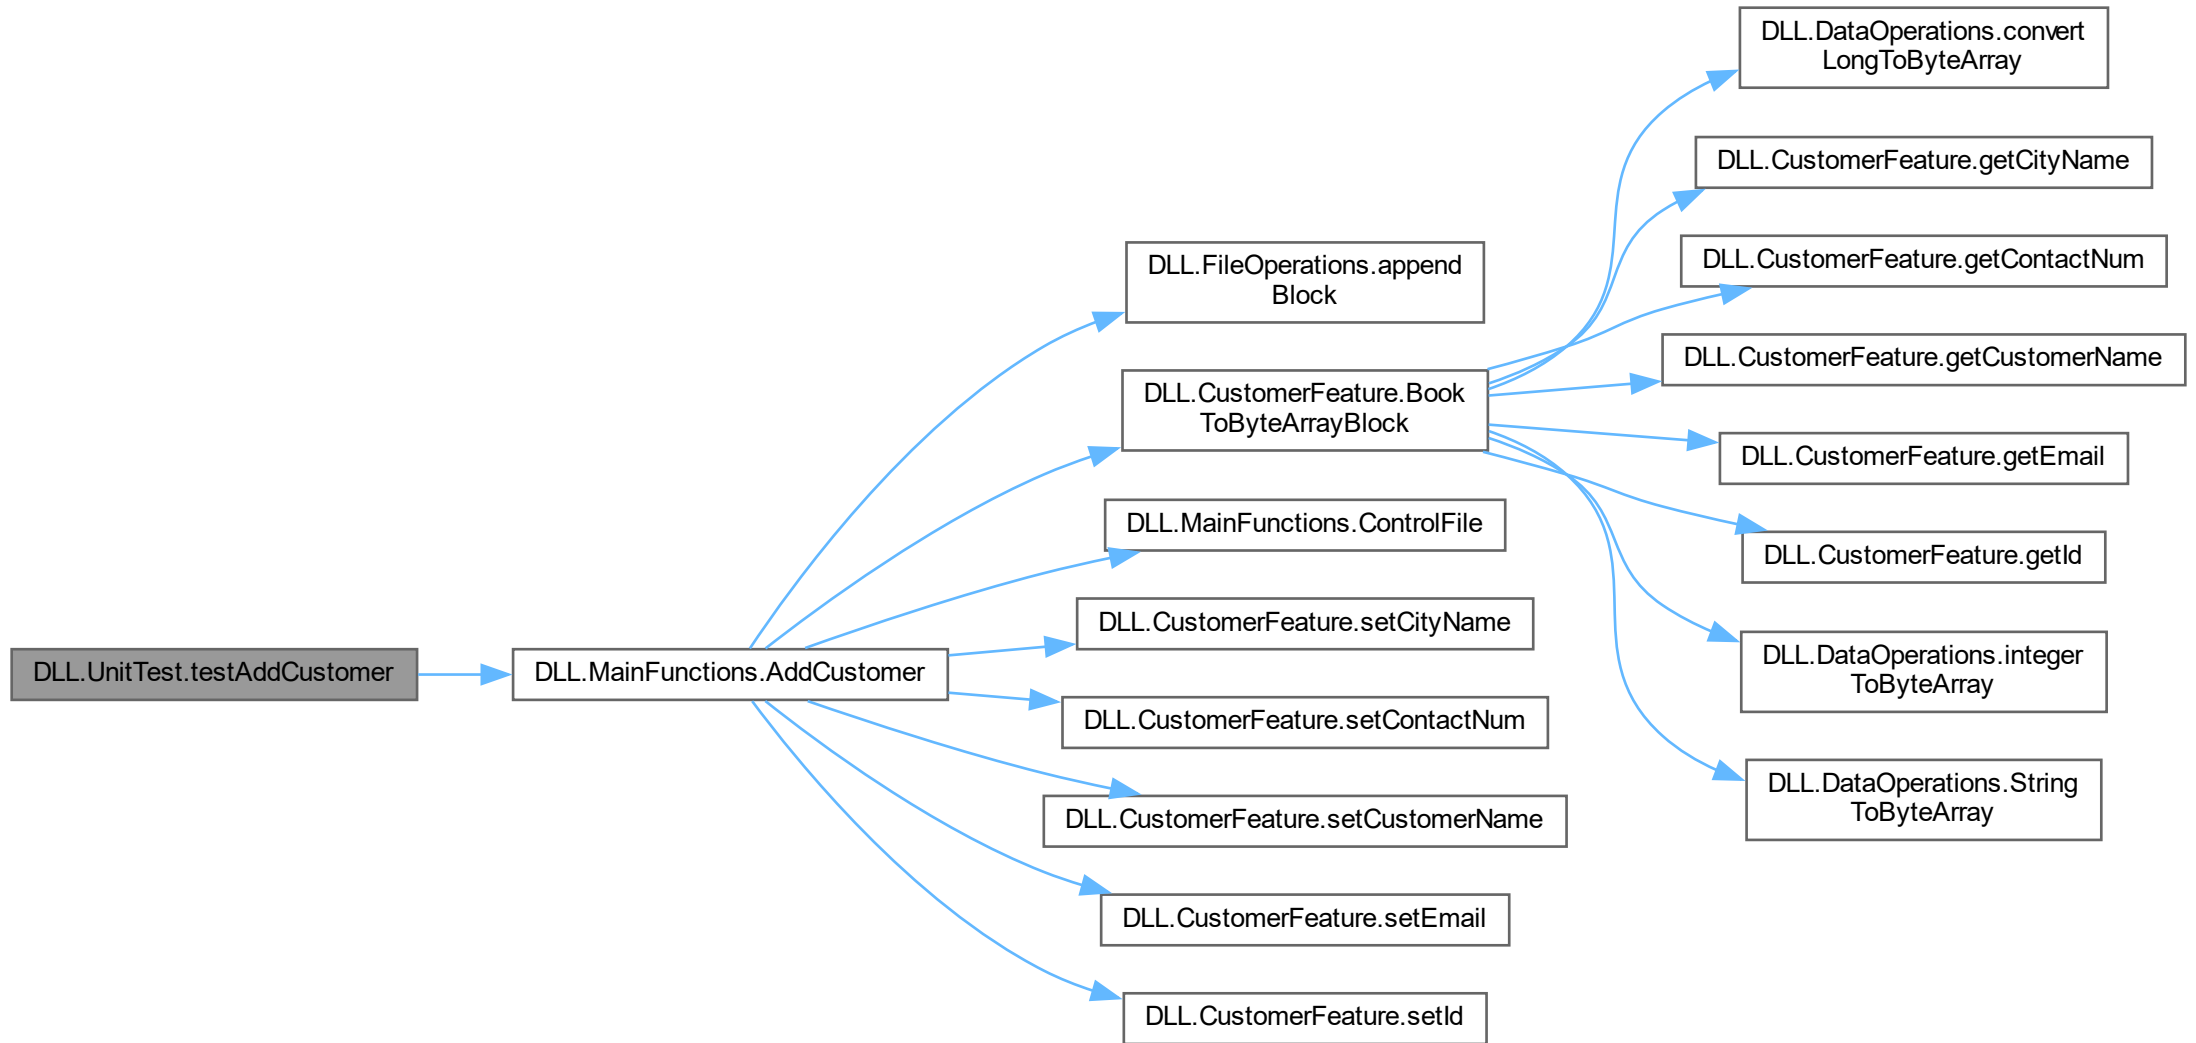 DLL.UnitTest.testAddCustomer
DLL.MainFunctions.AddCustomer
DLL.FileOperations.append
Block
DLL.CustomerFeature.Book
ToByteArrayBlock
DLL.MainFunctions.ControlFile
DLL.CustomerFeature.setCityName
DLL.CustomerFeature.setContactNum
DLL.CustomerFeature.setCustomerName
DLL.CustomerFeature.setEmail
DLL.CustomerFeature.setId
DLL.DataOperations.convert
LongToByteArray
DLL.CustomerFeature.getCityName
DLL.CustomerFeature.getContactNum
DLL.CustomerFeature.getCustomerName
DLL.CustomerFeature.getEmail
DLL.CustomerFeature.getId
DLL.DataOperations.integer
ToByteArray
DLL.DataOperations.String
ToByteArray